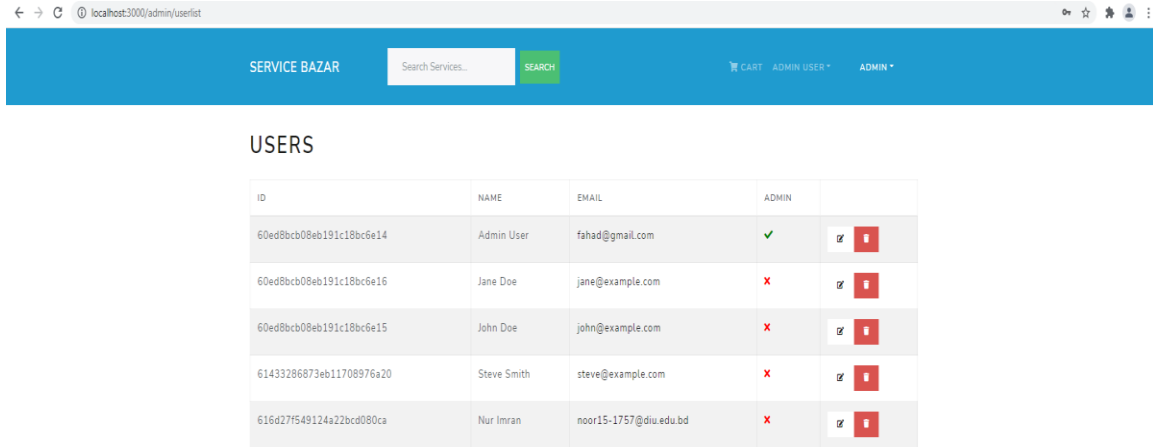 localhost:3000/admin/userlist
SERVICE BAZAR Search Services... SEARCH CART ADMIN USER ADMIN
USERS
ID NAME EMAIL ADMIN
60ed8bcb08eb191c18bc6e14 Admin User fahad@gmail.com
60ed8bcb08eb191c18bc6e16 Jane Doe jane@example.com
60ed8bcb08eb191c18bc6e15 John Doe john@example.com
61433286873eb11708976a20 Steve Smith steve@example.com
616d27f549124a22bcd080ca Nur Imran noor15-1757@diu.edu.bd